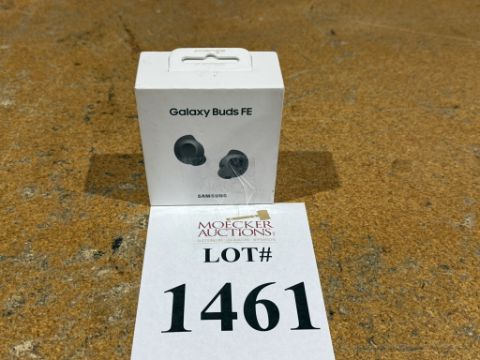 Galaxy Buds FE
SAMSUNG
MOECKER
AUCTIONS
LOT#
1461